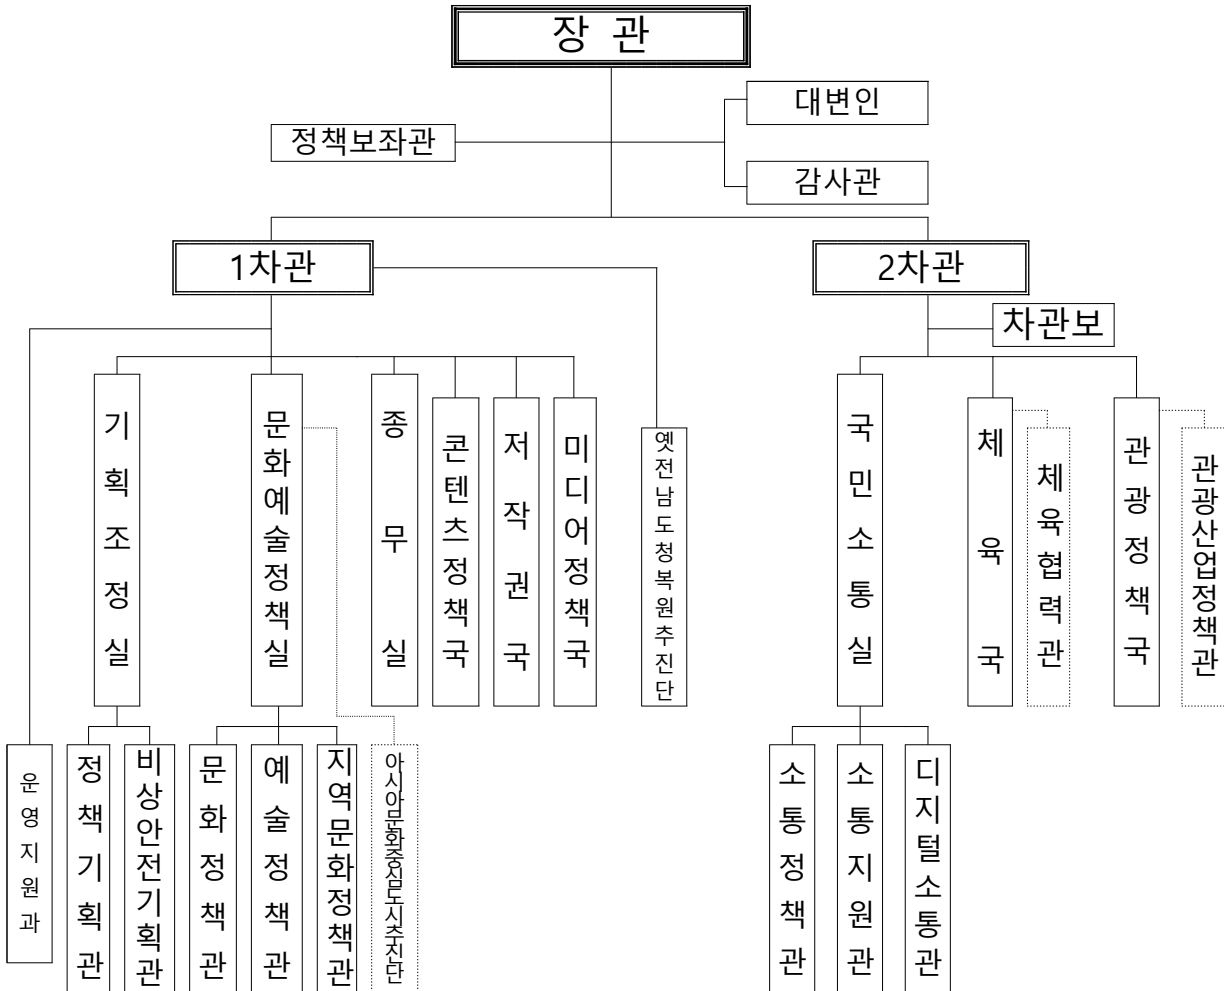 장 관
대변인
정책보좌관
감사관
1차관
2차관
차관보
기획조정실
문화예술정책실
종무실
콘텐츠정책국
저작권국
미디어정책국
옛전남도청복원추진단
국민소통실
체육국
체육협력관
관광정책국
관광산업정책관
운영지원과
정책기획관
비상안전기획관
문화정책관
예술정책관
지역문화정책관
아시아문화중심도시추진단
소통정책관
소통지원관
디지털소통관